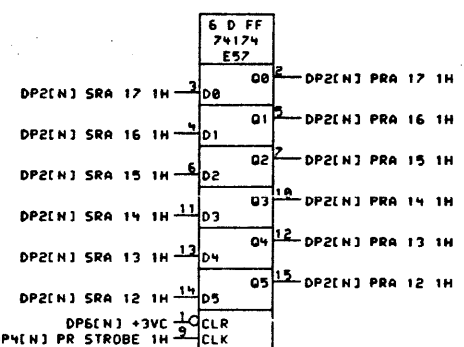 6 D FF
74174
E57
Q0 2 DP2[N] PRA 17 1H
DP2[N] SRA 17 1H 3 D0
Q1 5 DP2[N] PRA 16 1H
DP2[N] SRA 16 1H 4 D1
Q2 7 DP2[N] PRA 15 1H
DP2[N] SRA 15 1H 6 D2
Q3 10 DP2[N] PRA 14 1H
DP2[N] SRA 14 1H 11 D3
Q4 12 DP2[N] PRA 13 1H
DP2[N] SRA 13 1H 13 D4
Q5 15 DP2[N] PRA 12 1H
DP2[N] SRA 12 1H 14 D5
DP6[N] +3VC 1 CLR
P4[N] PR STROBE 1H 9 CLK